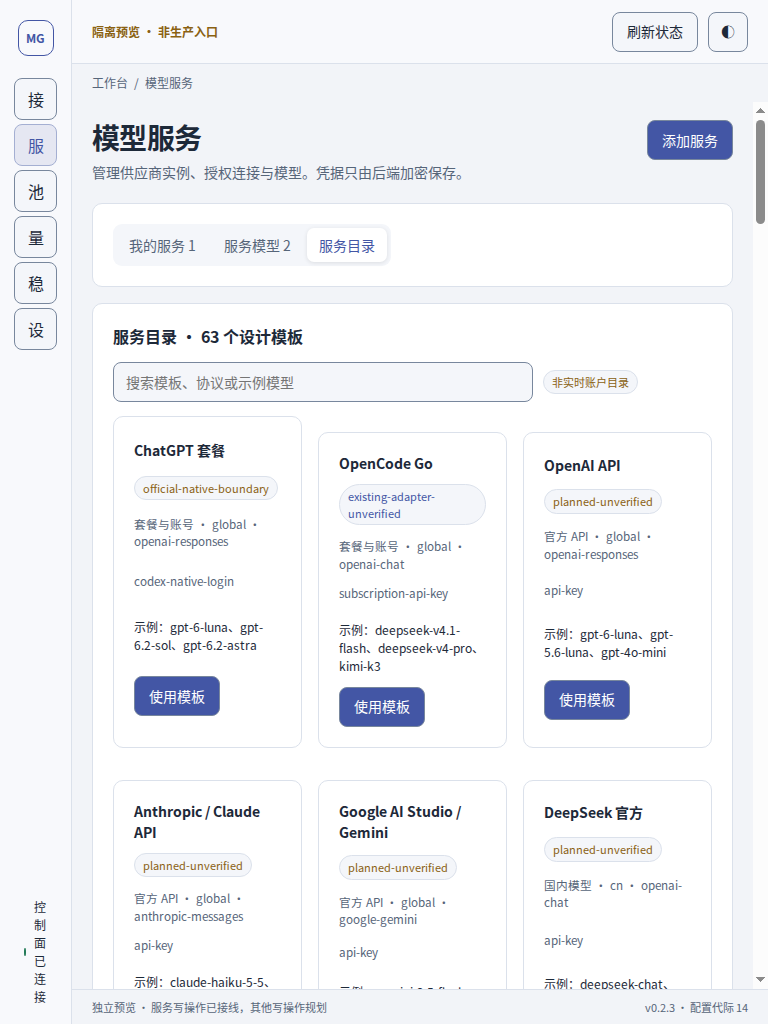 MG
接
服
池
量
稳
设
控
制
面
已
连
接
隔离预览 · 非生产入口
刷新状态
工作台 / 模型服务
模型服务
添加服务
管理供应商实例、授权连接与模型。凭据只由后端加密保存。
我的服务 1
服务模型 2
服务目录
服务目录 · 63 个设计模板
搜索模板、协议或示例模型
非实时账户目录
ChatGPT 套餐
official-native-boundary
套餐与账号 · global ·
openai-responses
codex-native-login
示例：gpt-6-luna、gpt-
6.2-sol、gpt-6.2-astra
使用模板
OpenCode Go
existing-adapter-
unverified
套餐与账号 · global ·
openai-chat
subscription-api-key
示例：deepseek-v4.1-
flash、deepseek-v4-pro、
kimi-k3
使用模板
OpenAI API
planned-unverified
官方 API · global ·
openai-responses
api-key
示例：gpt-6-luna、gpt-
5.6-luna、gpt-4o-mini
使用模板
Anthropic / Claude
API
planned-unverified
官方 API · global ·
anthropic-messages
api-key
示例：claude-haiku-5-5、
Google AI Studio /
Gemini
planned-unverified
官方 API · global ·
google-gemini
api-key
DeepSeek 官方
planned-unverified
国内模型 · cn · openai-
chat
api-key
示例：deepseek-chat、
独立预览 · 服务写操作已接线，其他写操作规划
v0.2.3 · 配置代际 14